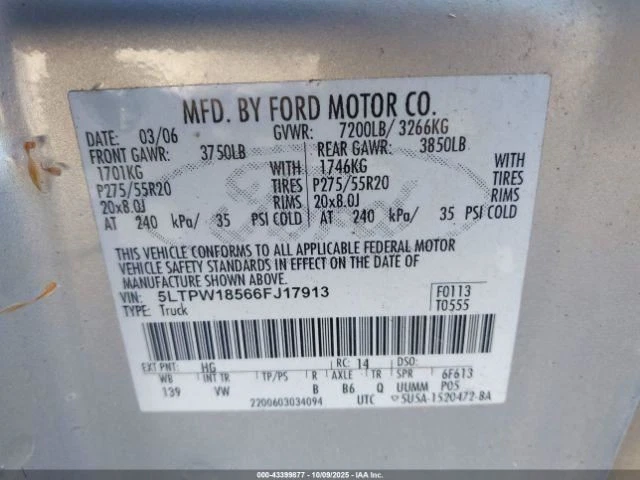 MFD. BY FORD MOTOR CO.
DATE: 03/06 GVWR: 7200LB/ 3266KG
FRONT GAWR: 3750LB REAR GAWR: 3850LB
1701KG WITH 1746KG WITH
P275/55R20 TIRES P275/55R20 TIRES
20x8.0J RIMS 20x8.0J RIMS
AT 240 kPa/ 35 PSI COLD AT 240 kPa/ 35 PSI COLD
THIS VEHICLE CONFORMS TO ALL APPLICABLE FEDERAL MOTOR
VEHICLE SAFETY STANDARDS IN EFFECT ON THE DATE OF
MANUFACTURE SHOWN ABOVE.
VIN: 5LTPW18566FJ17913 F0113
TYPE: Truck T0555
EXT PNT: HG RC: 14 DSO:
WB INT TR TP/PS R AXLE TR SPR 6F613
139 VW B B6 Q UUMM P05
2200603034094 UTC 5USA-1520472-BA
000-43399877 - 10/09/2025 - IAAI.COM